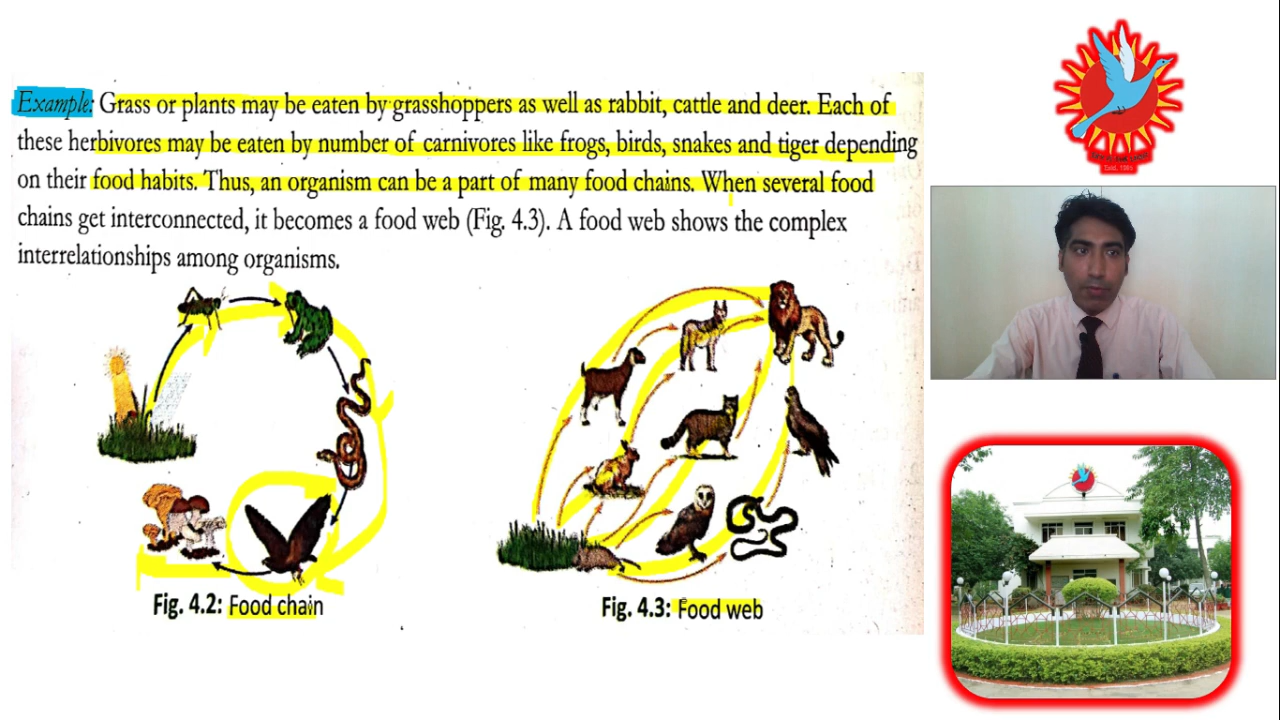 Example: Grass or plants may be eaten by grasshoppers as well as rabbit, cattle and deer. Each of
these herbivores may be eaten by number of carnivores like frogs, birds, snakes and tiger depending
on their food habits. Thus, an organism can be a part of many food chains. When several food
chains get interconnected, it becomes a food web (Fig. 4.3). A food web shows the complex
interrelationships among organisms.
Fig. 4.2: Food chain
Fig. 4.3: Food web
Estd. 1991